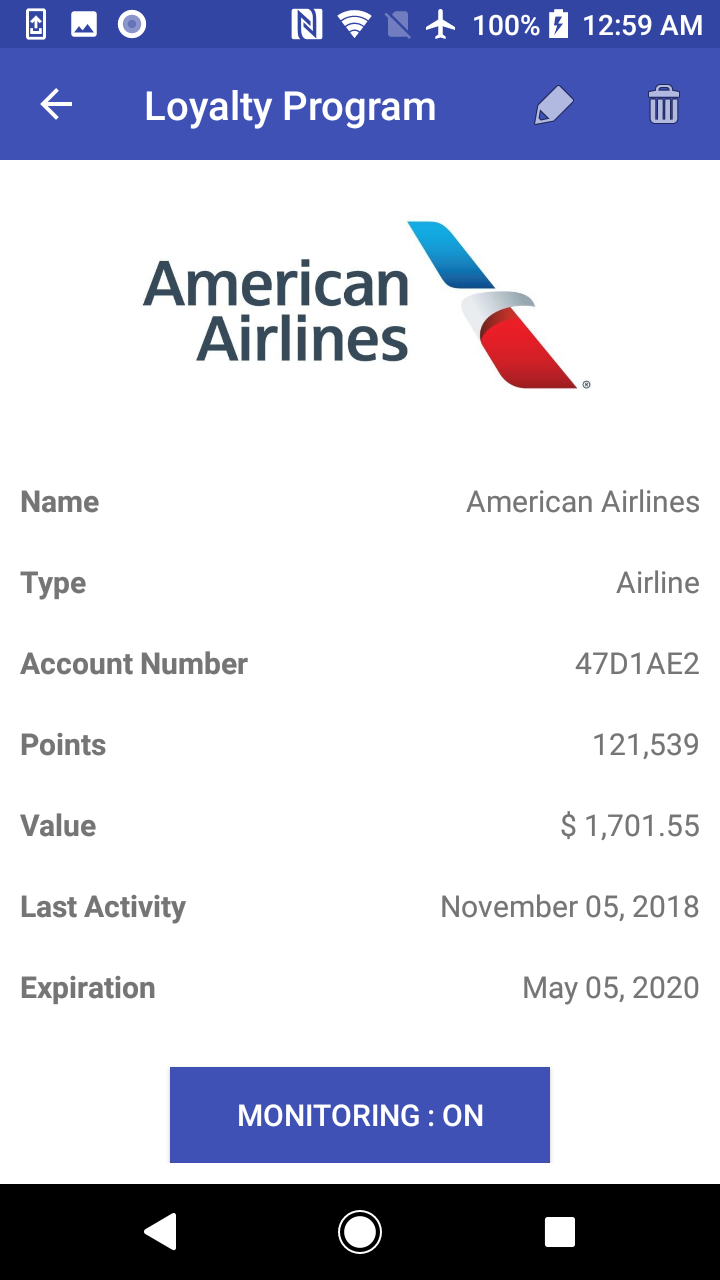 100% 12:59 AM
Loyalty Program
American
Airlines
®
Name American Airlines
Type Airline
Account Number 47D1AE2
Points 121,539
Value $ 1,701.55
Last Activity November 05, 2018
Expiration May 05, 2020
MONITORING : ON